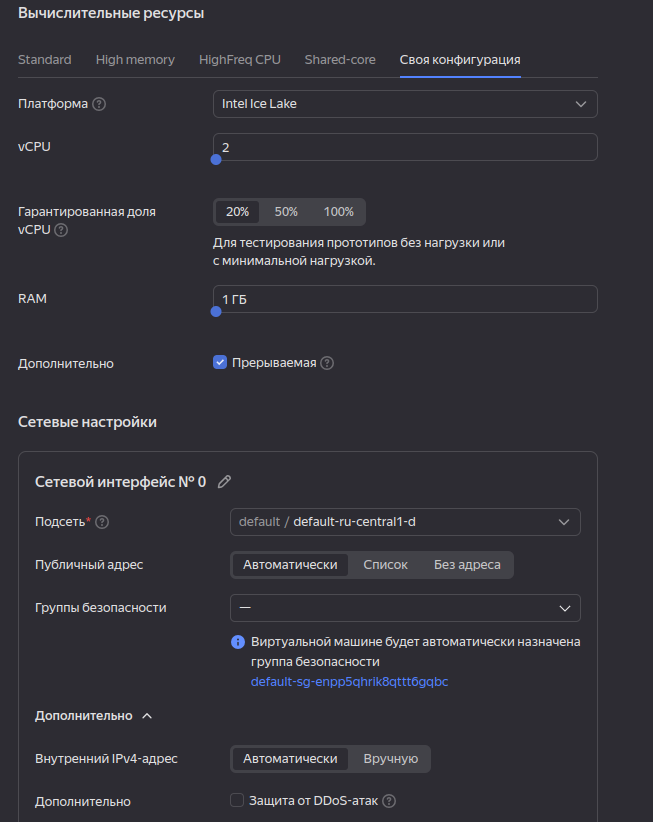 Вычислительные ресурсы
Standard High memory HighFreq CPU Shared-core Своя конфигурация
Платформа ? Intel Ice Lake
vCPU 2
Гарантированная доля
vCPU ? 20% 50% 100%
Для тестирования прототипов без нагрузки или
с минимальной нагрузкой.
RAM 1 ГБ
Дополнительно Прерываемая ?
Сетевые настройки
Сетевой интерфейс № 0
Подсеть* ? default / default-ru-central1-d
Публичный адрес Автоматически Список Без адреса
Группы безопасности —
Виртуальной машине будет автоматически назначена
группа безопасности
default-sg-enpp5qhrik8qttt6gqbc
Дополнительно
Внутренний IPv4-адрес Автоматически Вручную
Дополнительно Защита от DDoS-атак ?